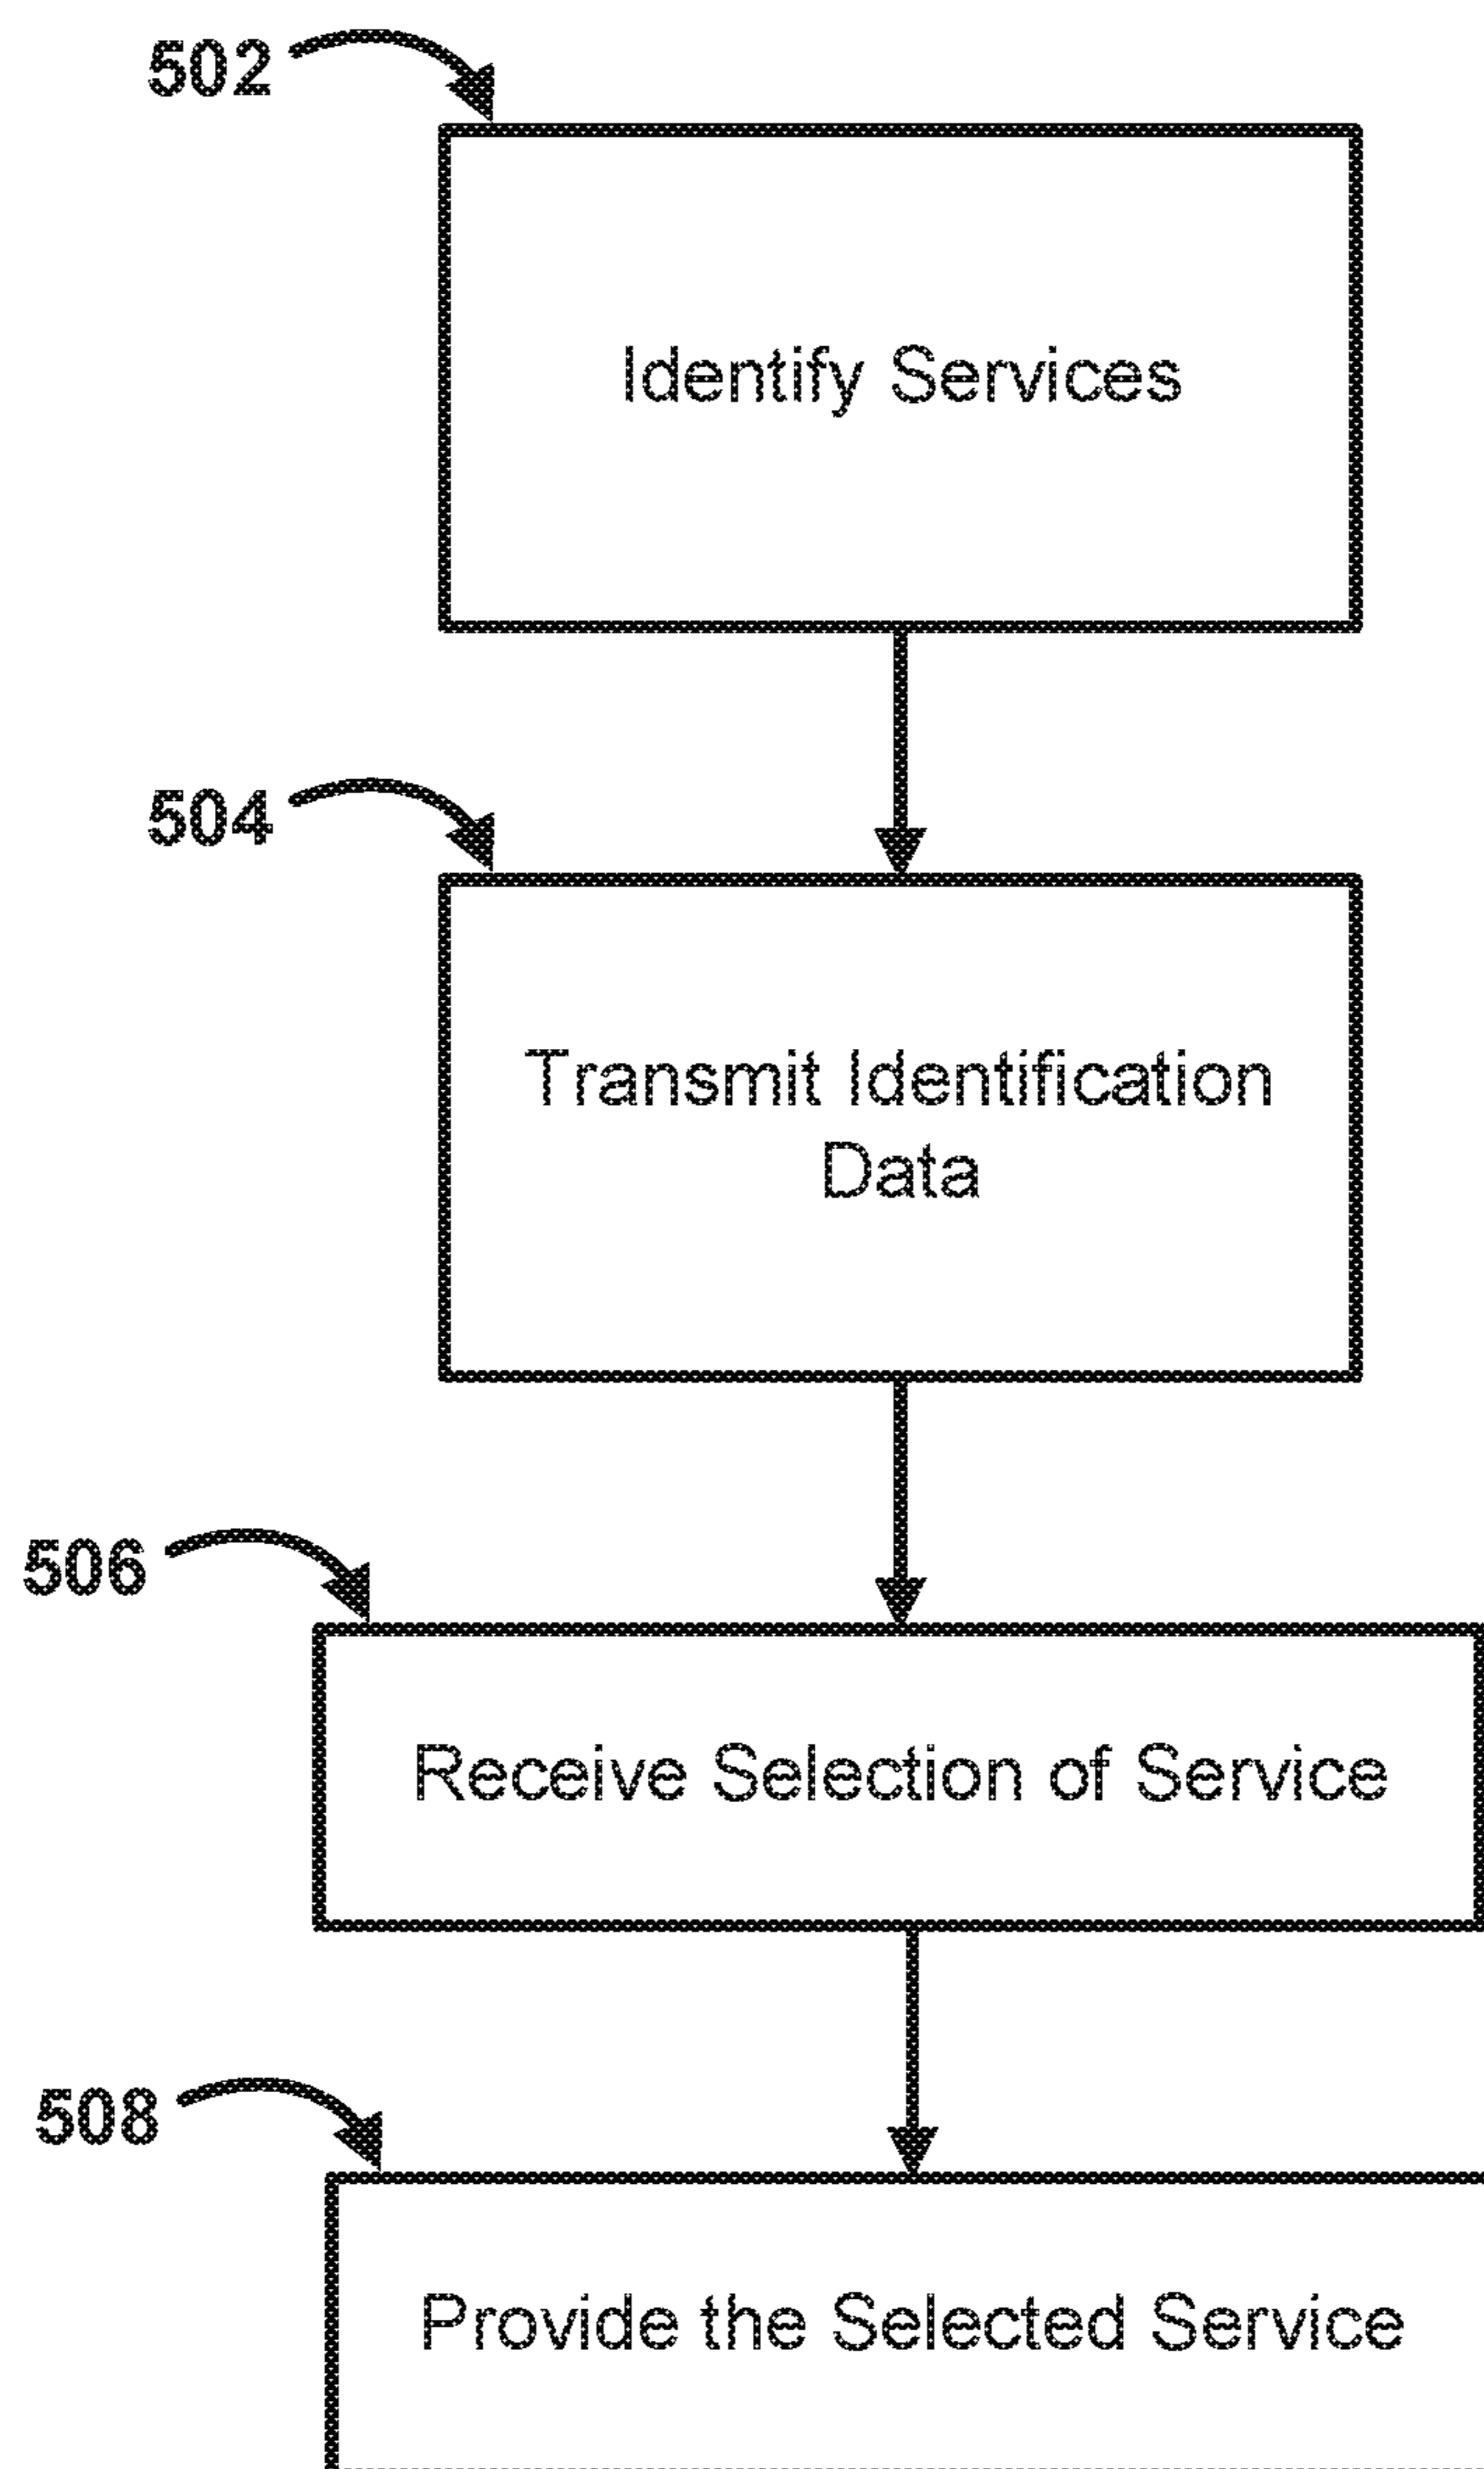 502
Identify Services
504
Transmit Identification
Data
506
Receive Selection of Service
508
Provide the Selected Service